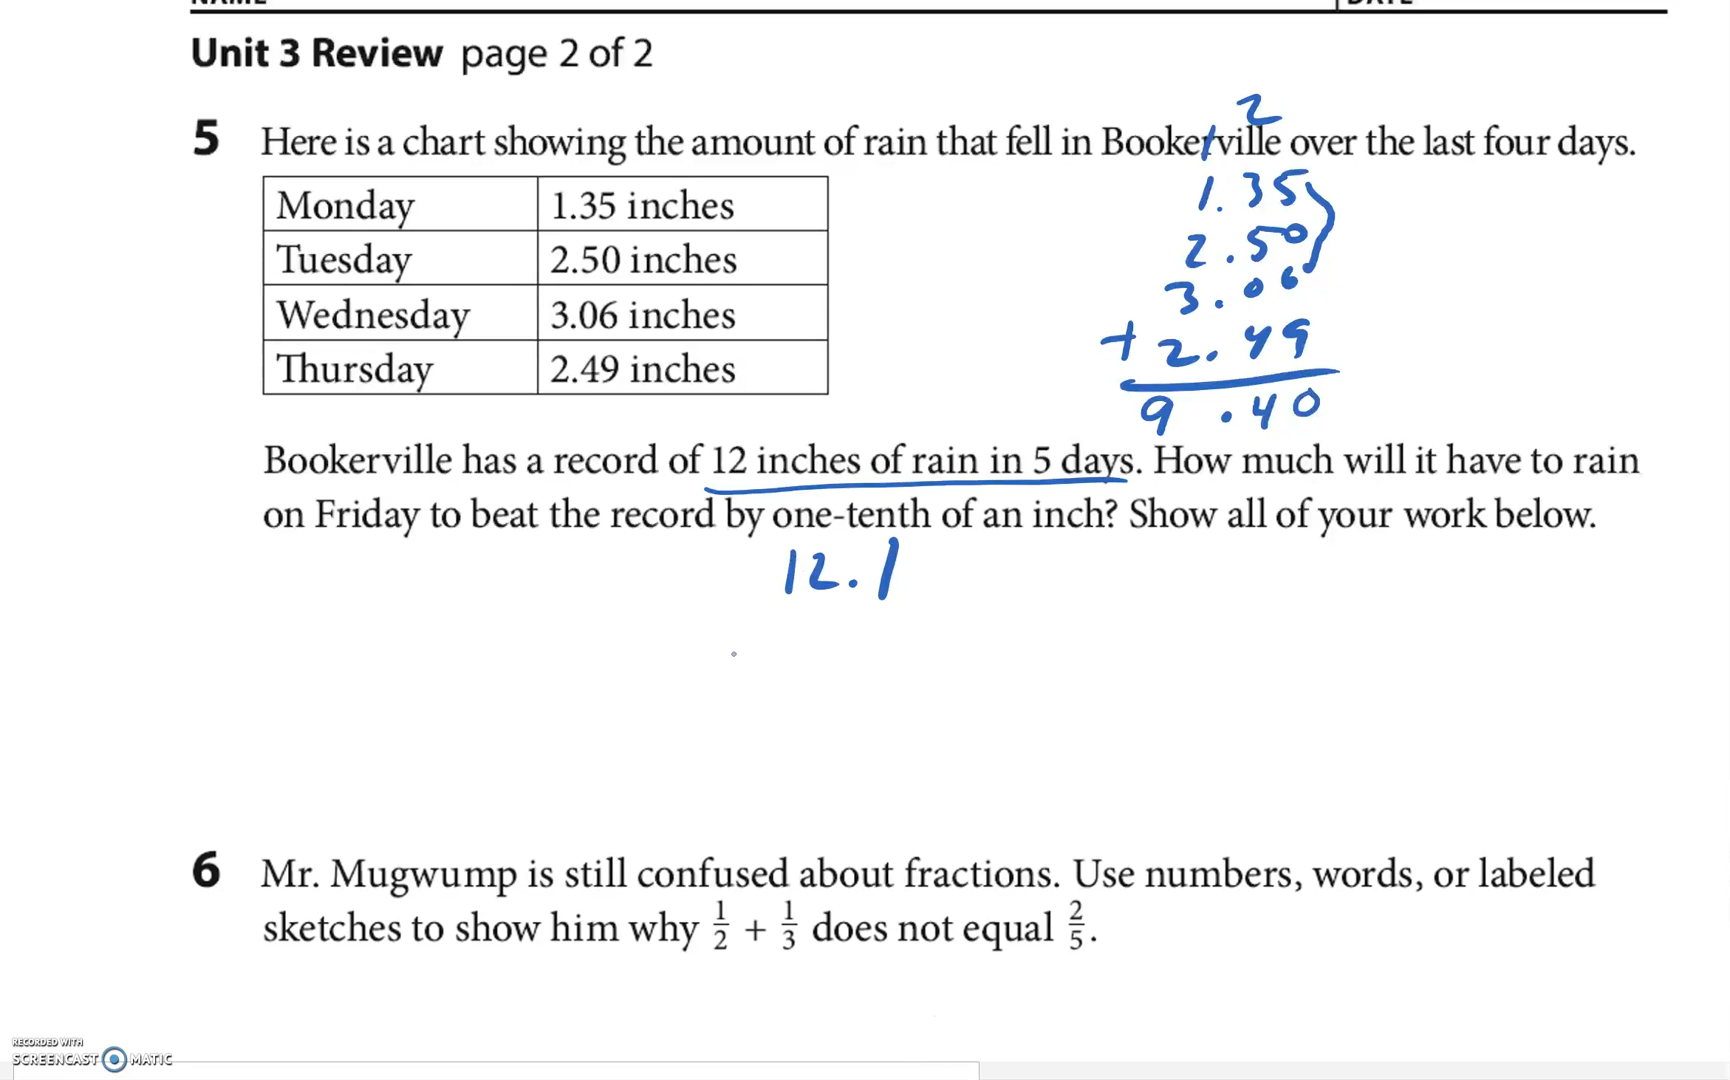 Unit 3 Review page 2 of 2
5 Here is a chart showing the amount of rain that fell in Bookerville over the last four days.
Monday 1.35 inches
Tuesday 2.50 inches
Wednesday 3.06 inches
Thursday 2.49 inches
1 2
1.35
2.50
3.06
+ 2.49
9.40
Bookerville has a record of 12 inches of rain in 5 days. How much will it have to rain
on Friday to beat the record by one-tenth of an inch? Show all of your work below.
12.1
6 Mr. Mugwump is still confused about fractions. Use numbers, words, or labeled
sketches to show him why 1/2 + 1/3 does not equal 2/5.
RECORDED WITH
SCREENCAST MATIC